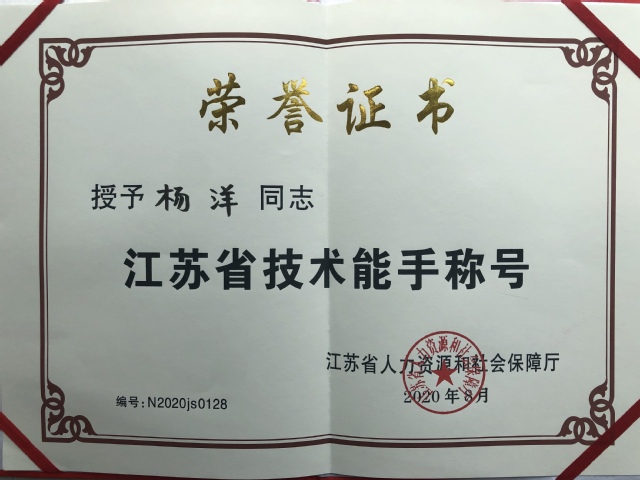 荣誉证书
授予 杨洋 同志
江苏省技术能手称号
江苏省人力资源和社会保障厅
2020年8月
编号:N2020js0128